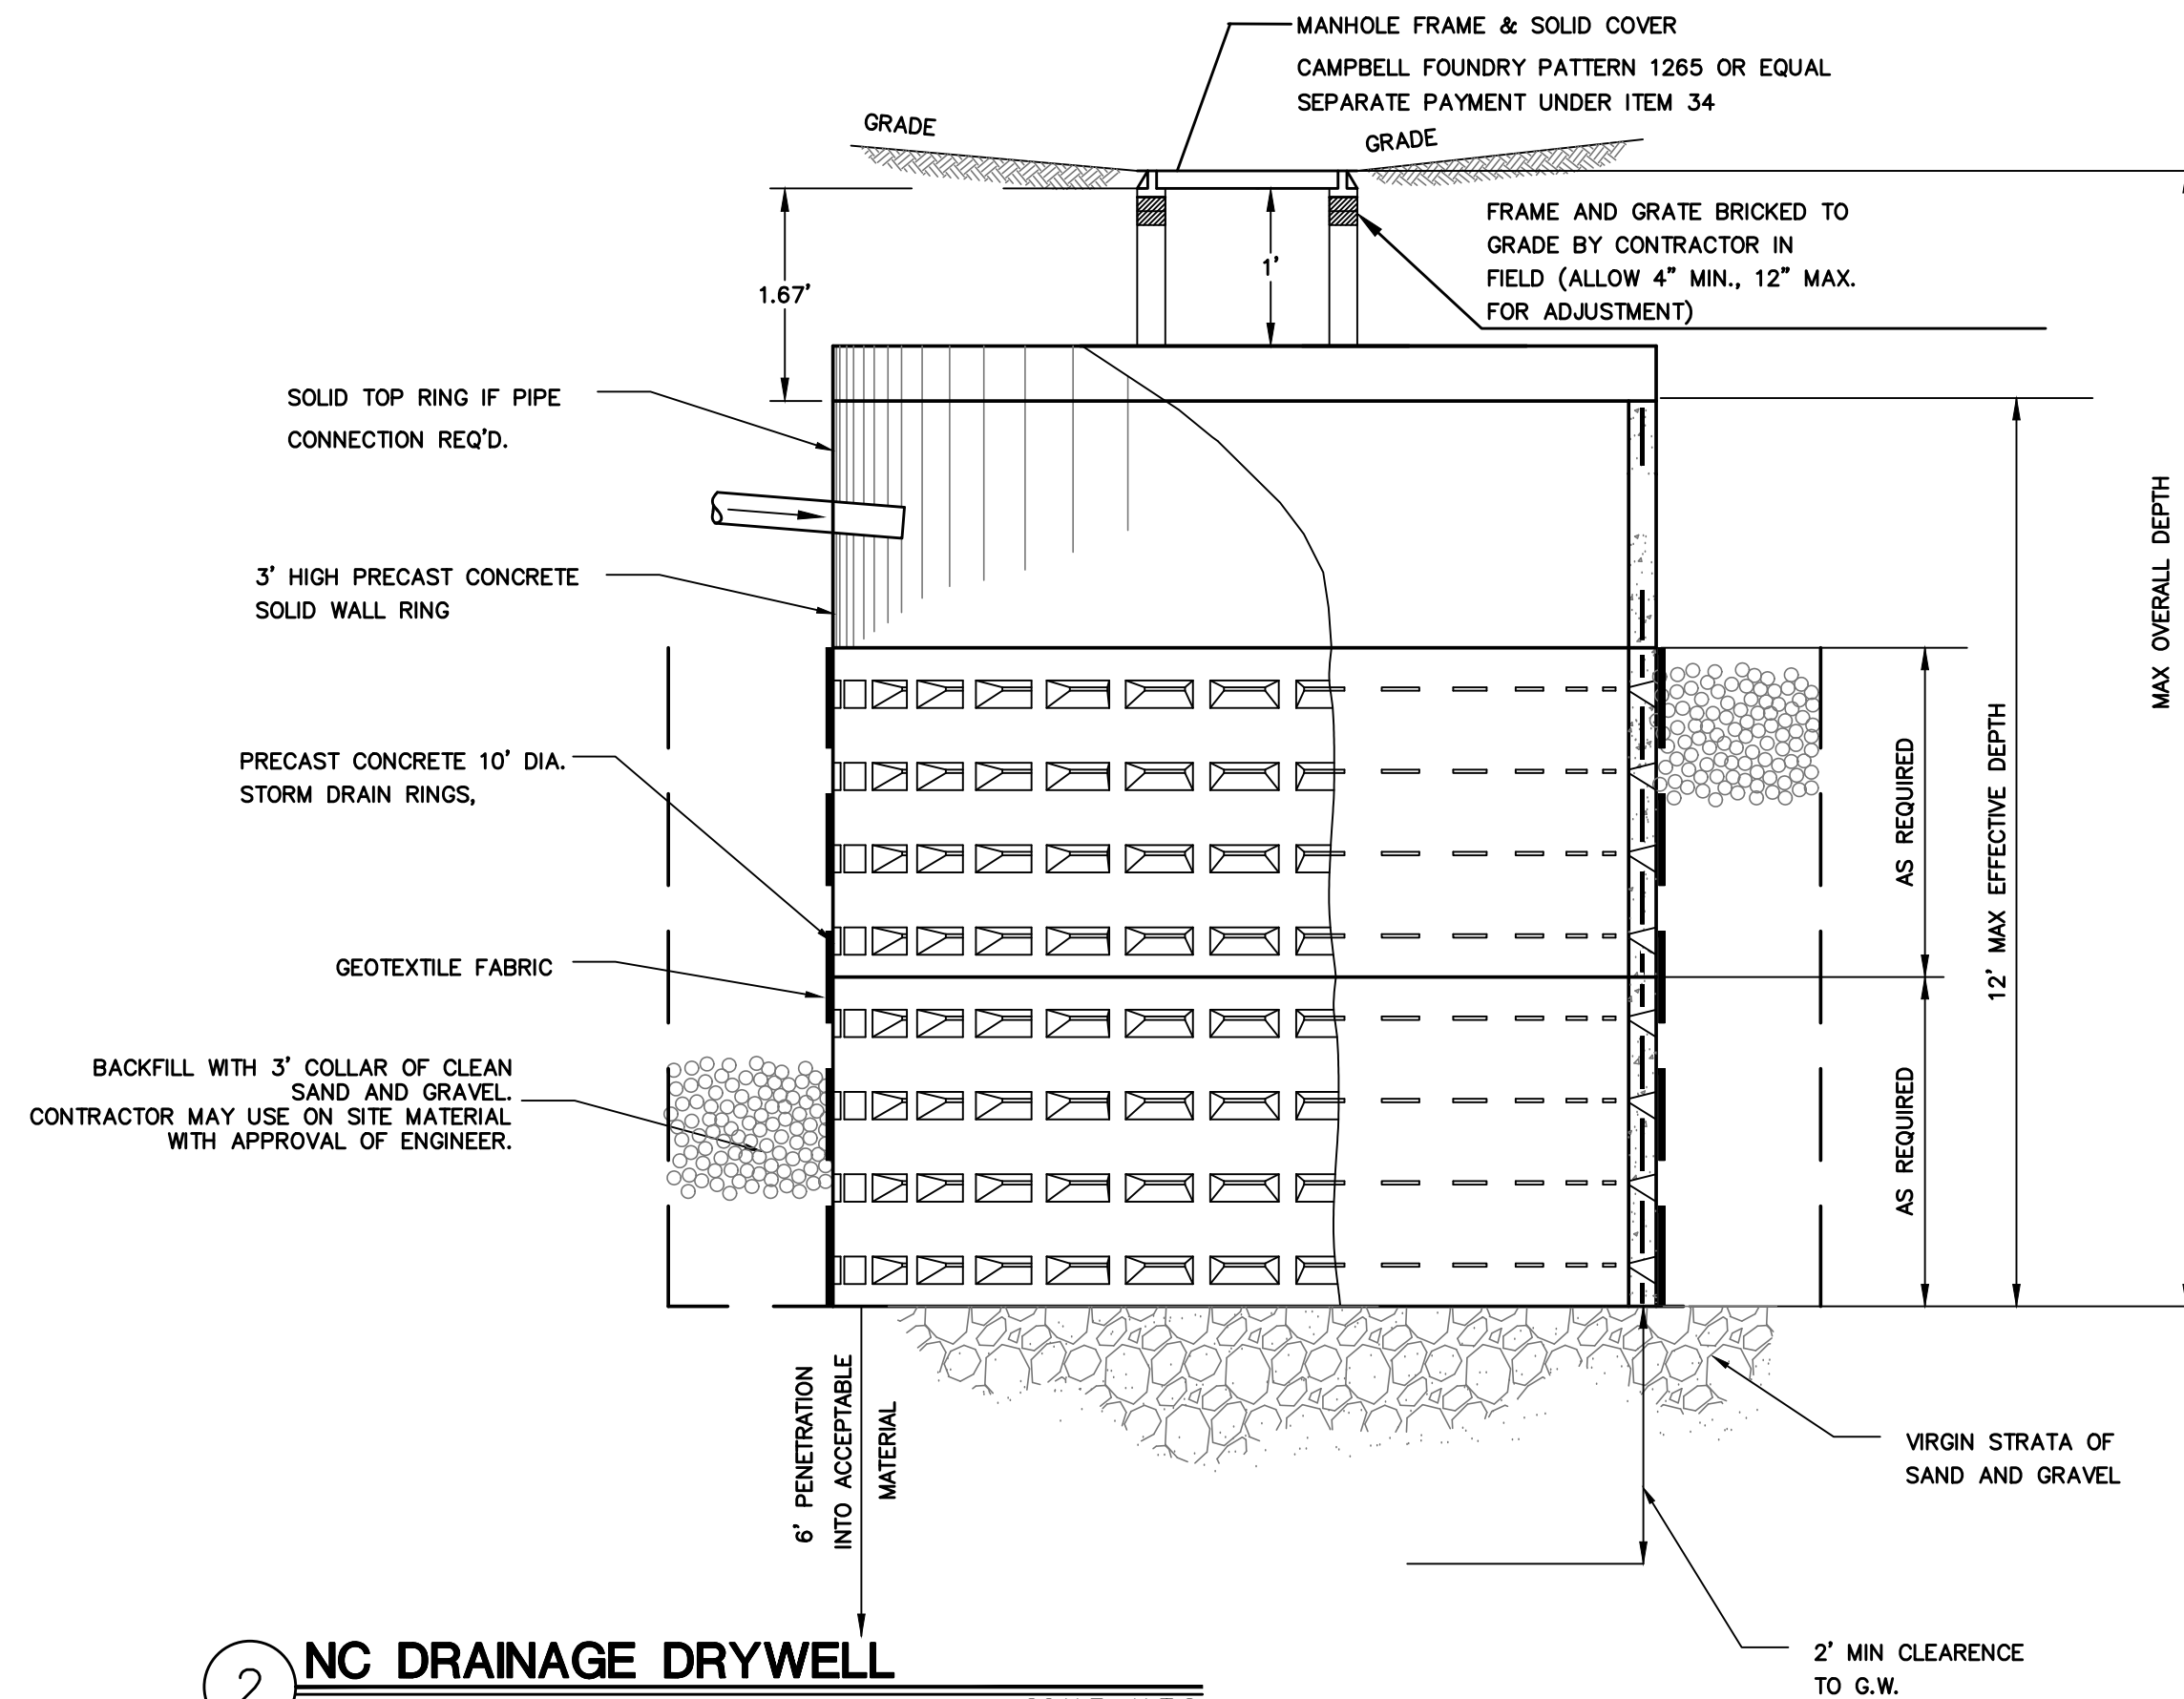 MANHOLE FRAME & SOLID COVER
CAMPBELL FOUNDRY PATTERN 1265 OR EQUAL
SEPARATE PAYMENT UNDER ITEM 34
GRADE
GRADE
FRAME AND GRATE BRICKED TO
GRADE BY CONTRACTOR IN
FIELD (ALLOW 4" MIN., 12" MAX.
FOR ADJUSTMENT)
1'
1.67'
SOLID TOP RING IF PIPE
CONNECTION REQ'D.
3' HIGH PRECAST CONCRETE
SOLID WALL RING
PRECAST CONCRETE 10' DIA.
STORM DRAIN RINGS,
GEOTEXTILE FABRIC
BACKFILL WITH 3' COLLAR OF CLEAN
SAND AND GRAVEL.
CONTRACTOR MAY USE ON SITE MATERIAL
WITH APPROVAL OF ENGINEER.
AS REQUIRED
AS REQUIRED
12' MAX EFFECTIVE DEPTH
MAX OVERALL DEPTH
6' PENETRATION
INTO ACCEPTABLE
MATERIAL
VIRGIN STRATA OF
SAND AND GRAVEL
2' MIN CLEARENCE
TO G.W.
2
NC DRAINAGE DRYWELL